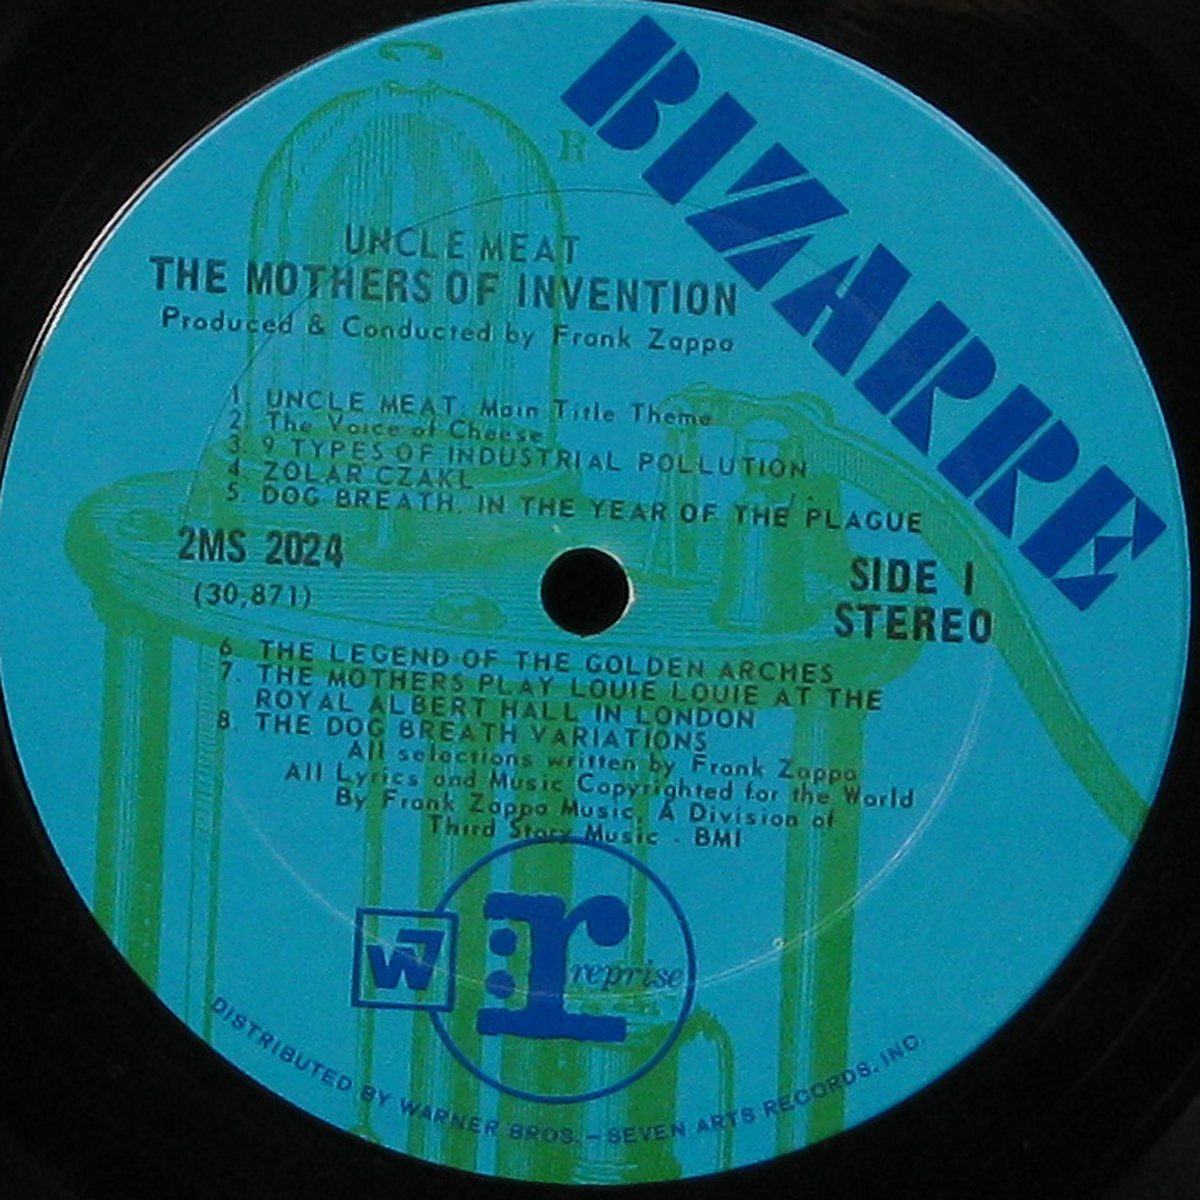 BIZARRE
R
UNCLE MEAT
THE MOTHERS OF INVENTION
Produced & Conducted by Frank Zappa
1. UNCLE MEAT: Main Title Theme
2. The Voice of Cheese
3. 9 TYPES OF INDUSTRIAL POLLUTION
4. ZOLAR CZAKL
5. DOG BREATH, IN THE YEAR OF THE PLAGUE
2MS 2024
(30,871)
SIDE 1
STEREO
6. THE LEGEND OF THE GOLDEN ARCHES
7. THE MOTHERS PLAY LOUIE LOUIE AT THE
ROYAL ALBERT HALL IN LONDON
8. THE DOG BREATH VARIATIONS
All selections written by Frank Zappa
All Lyrics and Music Copyrighted for the World
By Frank Zappa Music, A Division of
Third Story Music - BMI
W7
r: reprise
DISTRIBUTED BY WARNER BROS. – SEVEN ARTS RECORDS, INC.